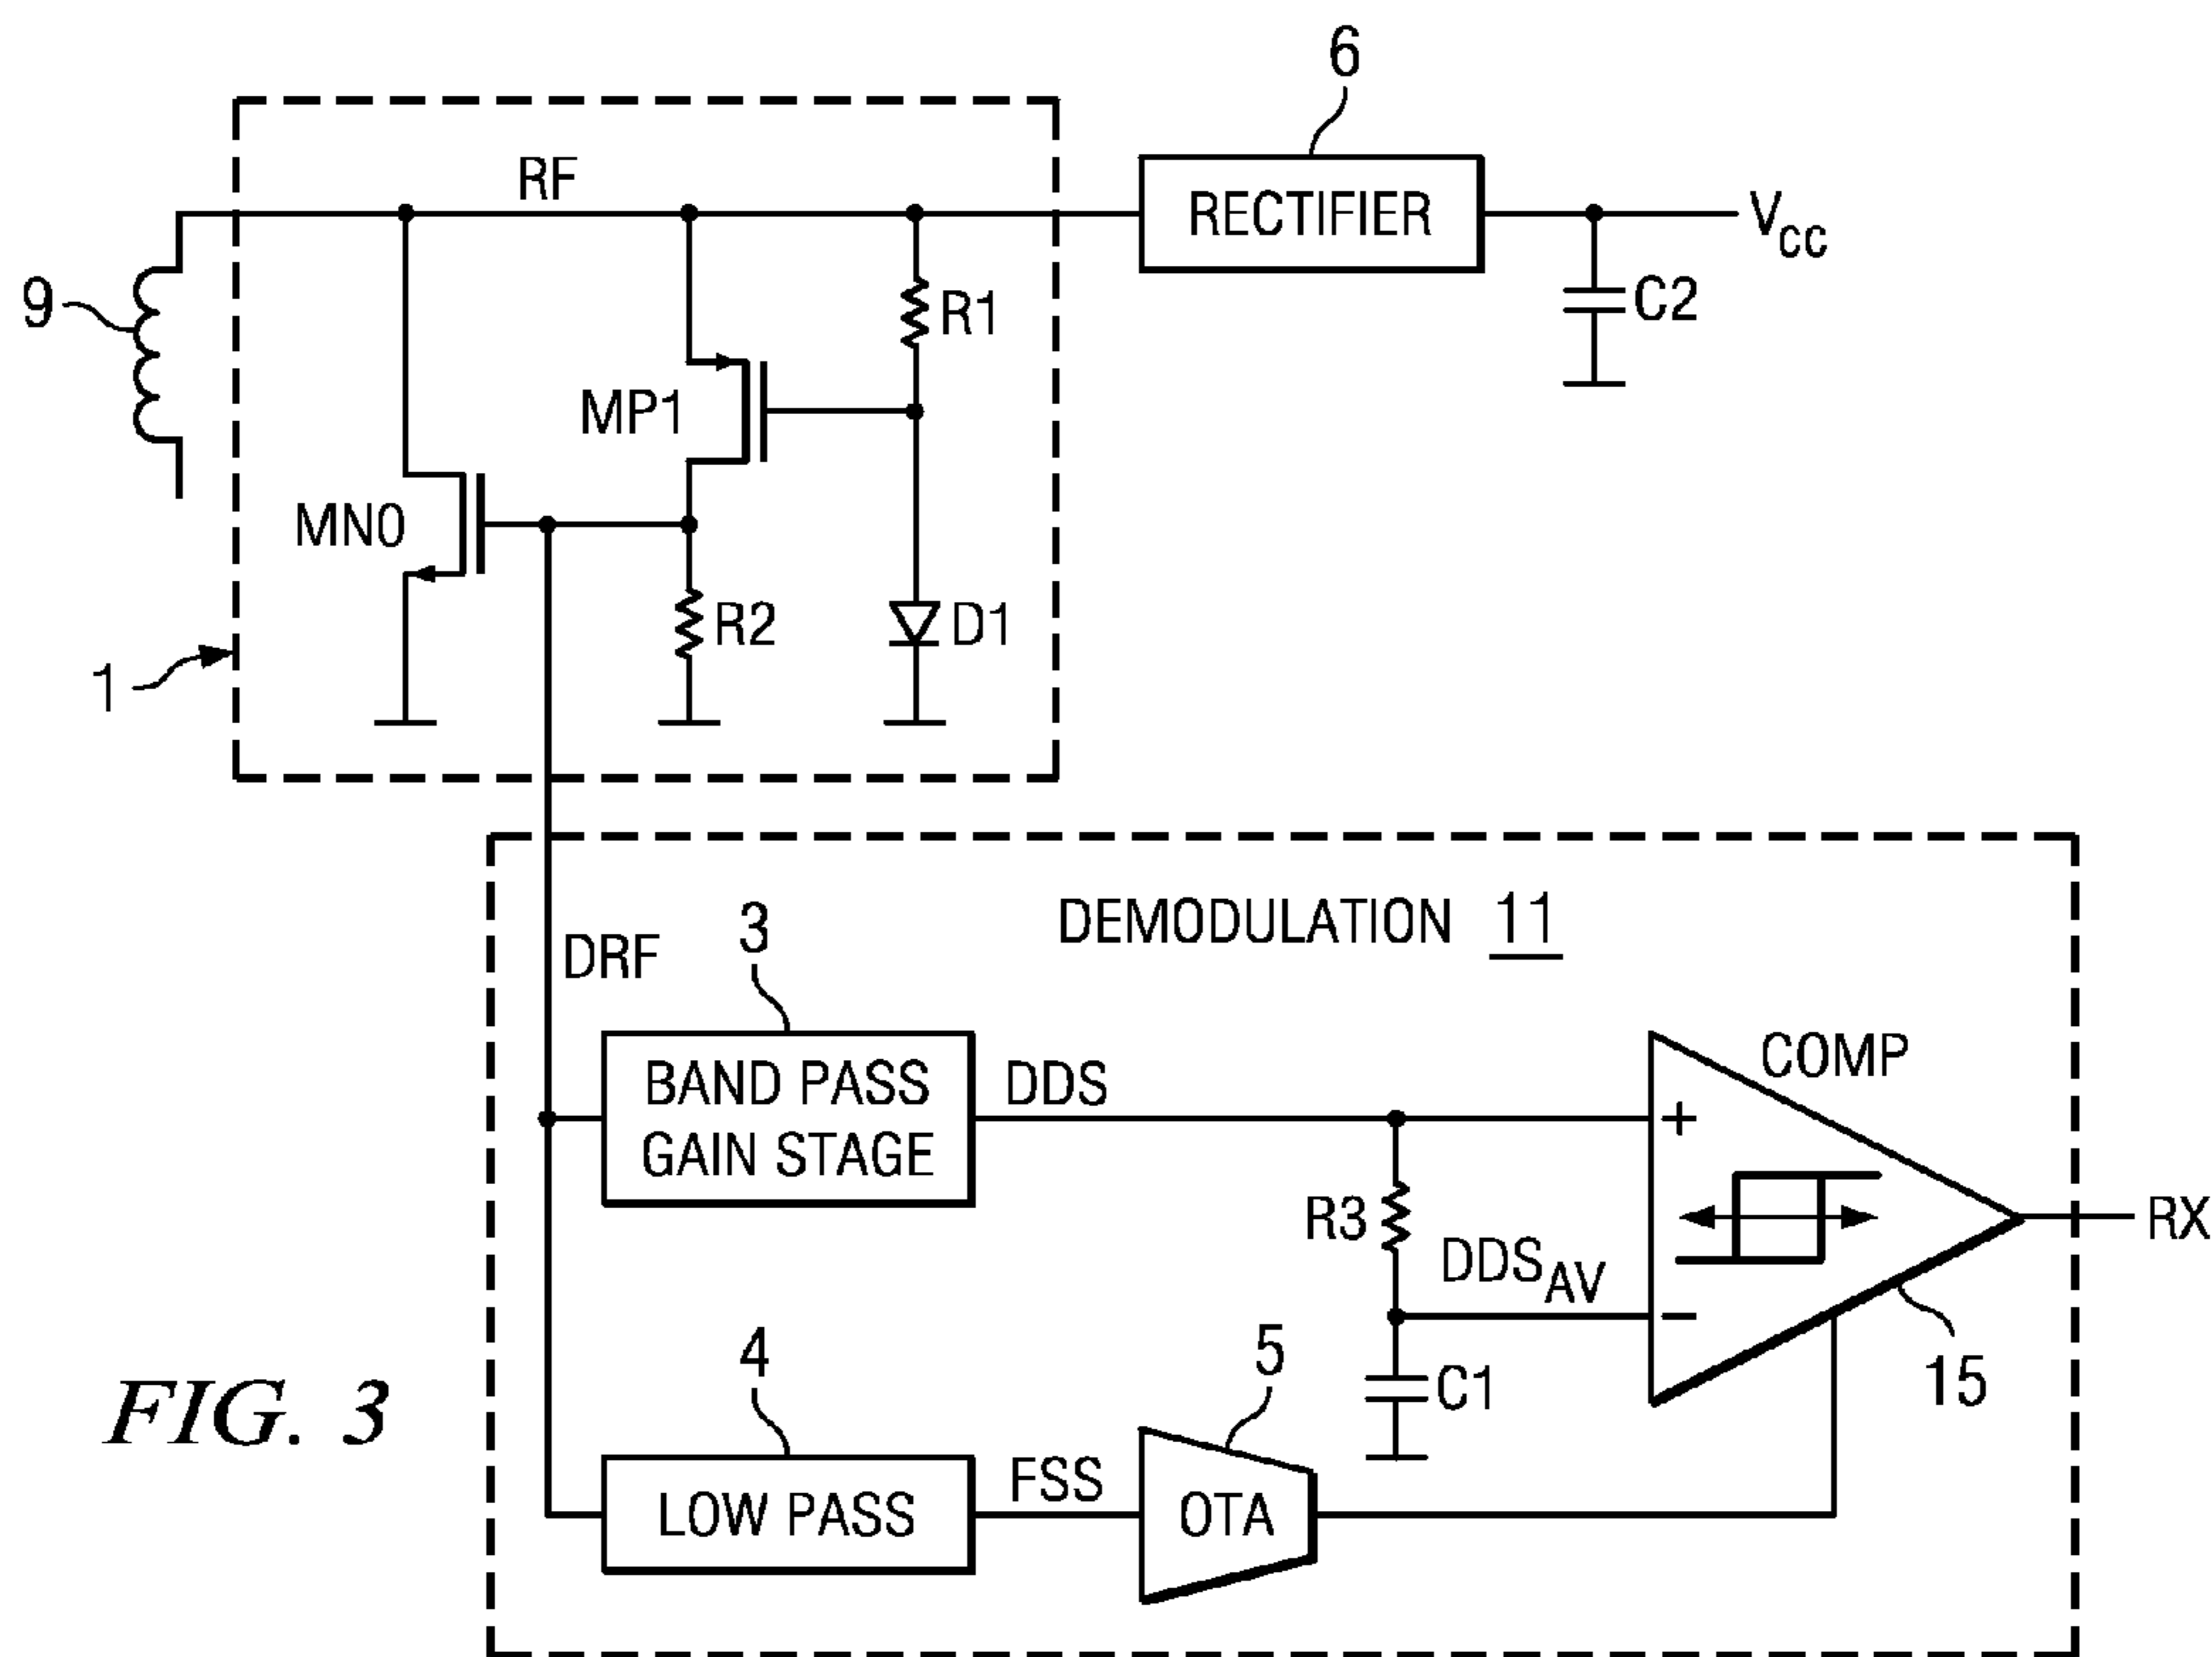 6
RF
RECTIFIER
VCC
9
R1
C2
MP1
MN0
R2
D1
1
DEMODULATION 11
3
DRF
COMP
BAND PASS
GAIN STAGE
DDS
+
R3
RX
DDSAV
−
4
5
15
C1
FIG. 3
LOW PASS
FSS
OTA